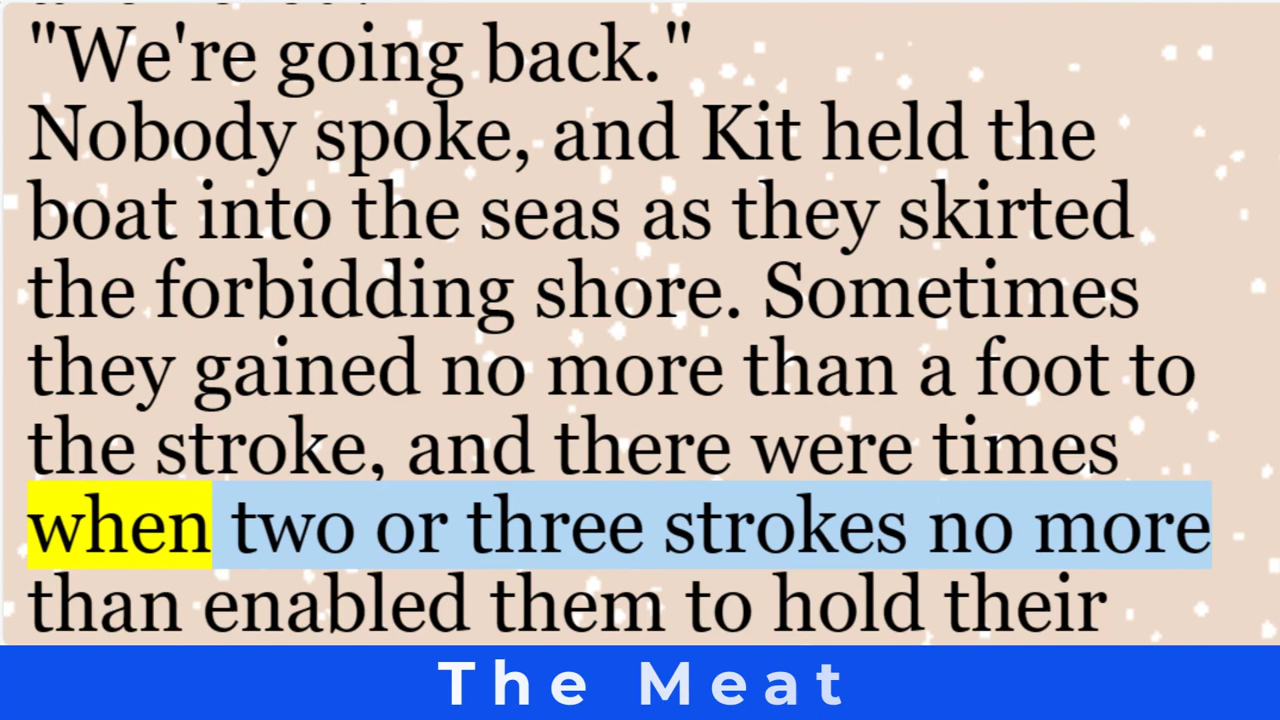 "We're going back."
Nobody spoke, and Kit held the
boat into the seas as they skirted
the forbidding shore. Sometimes
they gained no more than a foot to
the stroke, and there were times
when two or three strokes no more
than enabled them to hold their
The Meat